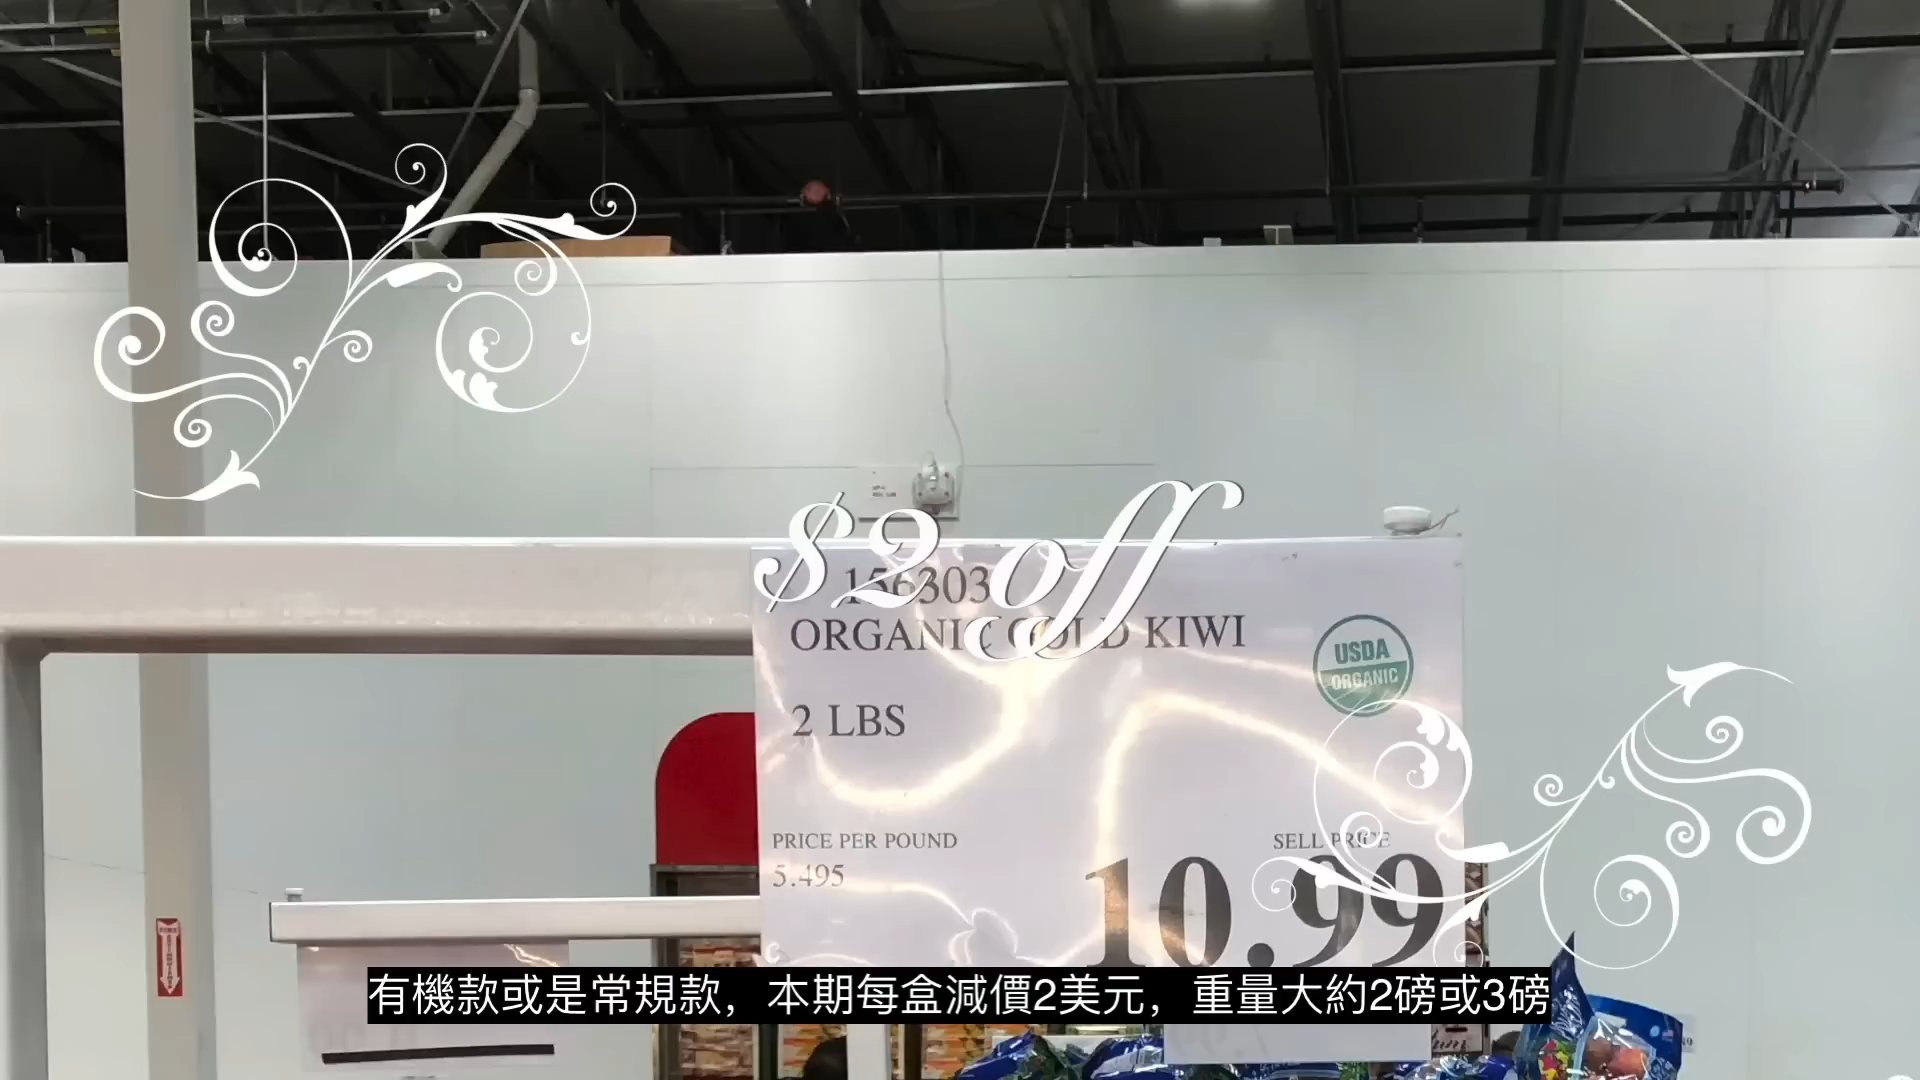 $2 off
156303
ORGANIC GOLD KIWI
USDA
ORGANIC
2 LBS
PRICE PER POUND
5.495
SELL PRICE
10.99
有機款或是常規款，本期每盒減價2美元，重量大約2磅或3磅